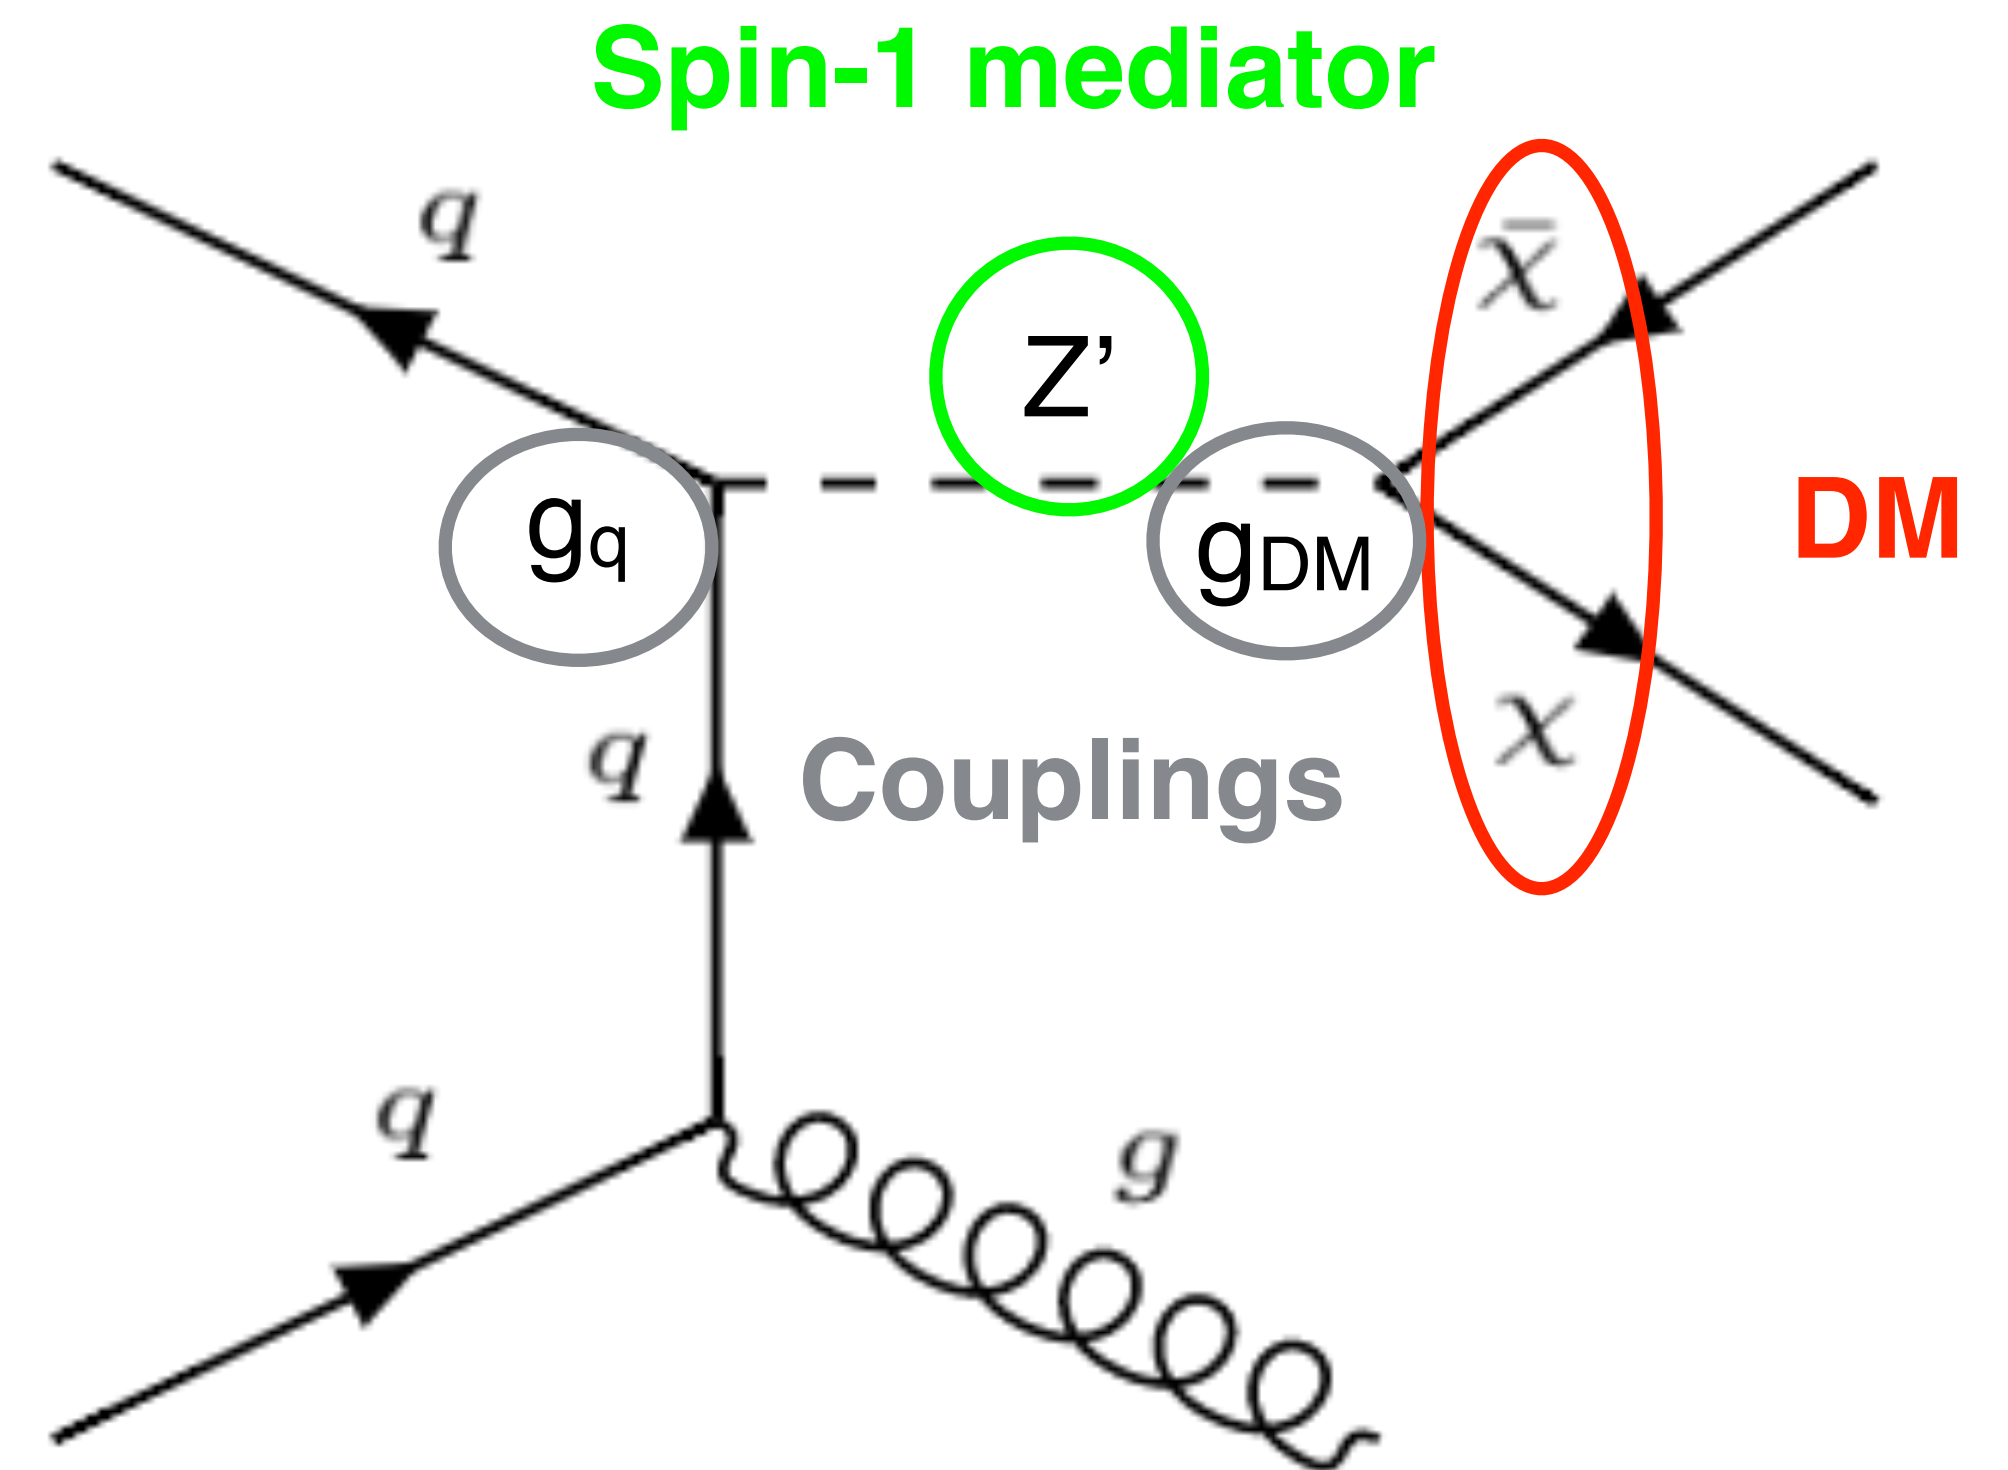 Spin-1 mediator
q
χ̄
Z’
gq
gDM
DM
q
Couplings
χ
q
g